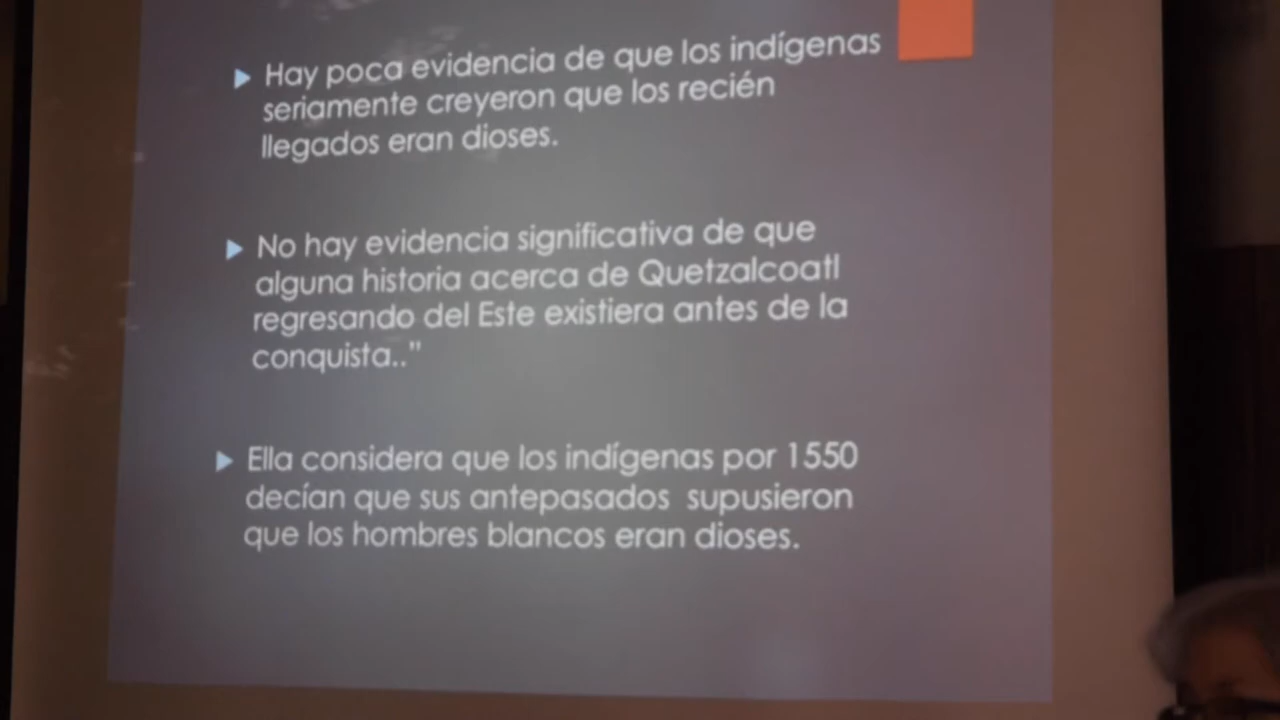 Hay poca evidencia de que los indígenas
seriamente creyeron que los recién
llegados eran dioses.
No hay evidencia significativa de que
alguna historia acerca de Quetzalcoatl
regresando del Este existiera antes de la
conquista.."
Ella considera que los indígenas por 1550
decían que sus antepasados supusieron
que los hombres blancos eran dioses.